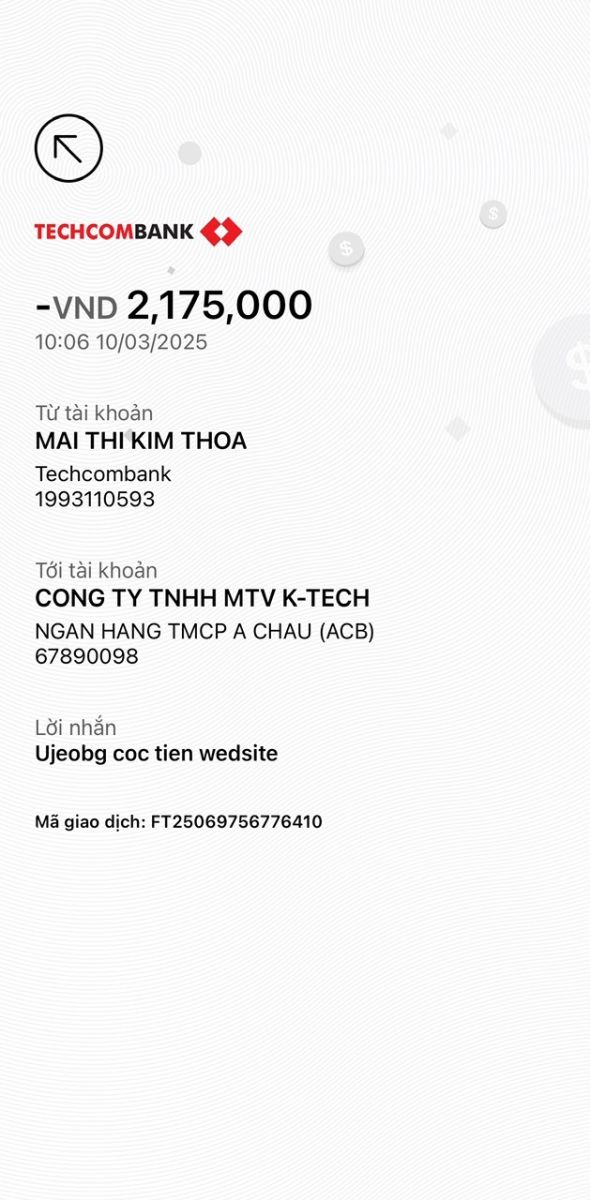 TECHCOMBANK
-VND 2,175,000
10:06 10/03/2025
Từ tài khoản
MAI THI KIM THOA
Techcombank
1993110593
Tới tài khoản
CONG TY TNHH MTV K-TECH
NGAN HANG TMCP A CHAU (ACB)
67890098
Lời nhắn
Ujeobg coc tien wedsite
Mã giao dịch: FT25069756776410